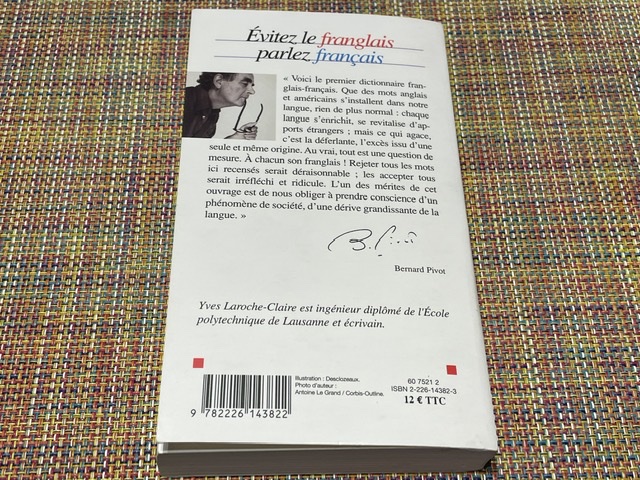 Évitez le franglais
parlez français
« Voici le premier dictionnaire fran-
glais-français. Que des mots anglais
et américains s'installent dans notre
langue, rien de plus normal : chaque
langue s'enrichit, se revitalise d'ap-
ports étrangers ; mais ce qui agace,
c'est la déferlante, l'excès issu d'une
seule et même origine. Au vrai, tout est une question de
mesure. À chacun son franglais ! Rejeter tous les mots
ici recensés serait déraisonnable ; les accepter tous
serait irréfléchi et ridicule. L'un des mérites de cet
ouvrage est de nous obliger à prendre conscience d'un
phénomène de société, d'une dérive grandissante de la
langue. »
B. Pivot
Bernard Pivot
Yves Laroche-Claire est ingénieur diplômé de l'École
polytechnique de Lausanne et écrivain.
Illustration : Desclozeaux.
Photo d'auteur :
Antoine Le Grand / Corbis-Outline.
9 782226 143822
60 7521 2
ISBN 2-226-14382-3
12 € TTC